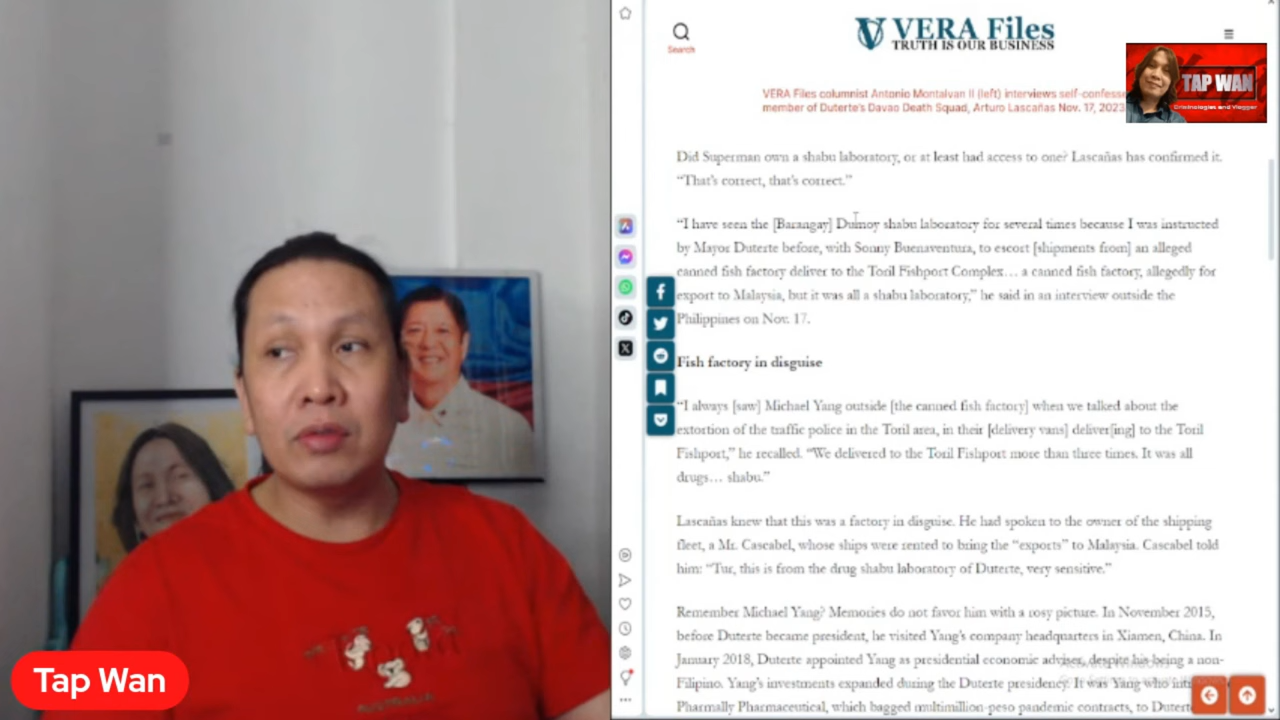 VERA Files
TRUTH IS OUR BUSINESS
Search
TAP WAN
Criminologist and Vlogger
VERA Files columnist Antonio Montalvan II (left) interviews self-confesse
member of Duterte's Davao Death Squad, Arturo Lascañas Nov. 17, 2023
Did Superman own a shabu laboratory, or at least had access to one? Lascañas has confirmed it.
“That’s correct, that’s correct.”
“I have seen the [Barangay] Dumoy shabu laboratory for several times because I was instructed
by Mayor Duterte before, with Sonny Buenaventura, to escort [shipments from] an alleged
canned fish factory deliver to the Toril Fishport Complex… a canned fish factory, allegedly for
export to Malaysia, but it was all a shabu laboratory,” he said in an interview outside the
Philippines on Nov. 17.
Fish factory in disguise
“I always [saw] Michael Yang outside [the canned fish factory] when we talked about the
extortion of the traffic police in the Toril area, in their [delivery vans] deliver[ing] to the Toril
Fishport,” he recalled. “We delivered to the Toril Fishport more than three times. It was all
drugs… shabu.”
Lascañas knew that this was a factory in disguise. He had spoken to the owner of the shipping
fleet, a Mr. Cascabel, whose ships were rented to bring the “exports” to Malaysia. Cascabel told
him: “Tur, this is from the drug shabu laboratory of Duterte, very sensitive.”
Remember Michael Yang? Memories do not favor him with a rosy picture. In November 2015,
before Duterte became president, he visited Yang’s company headquarters in Xiamen, China. In
January 2018, Duterte appointed Yang as presidential economic adviser, despite his being a non-
Filipino. Yang’s investments expanded during the Duterte presidency. It was Yang who
Pharmally Pharmaceutical, which bagged multimillion-peso pandemic contracts, to Duterte
Tap Wan
AUSTRALIA